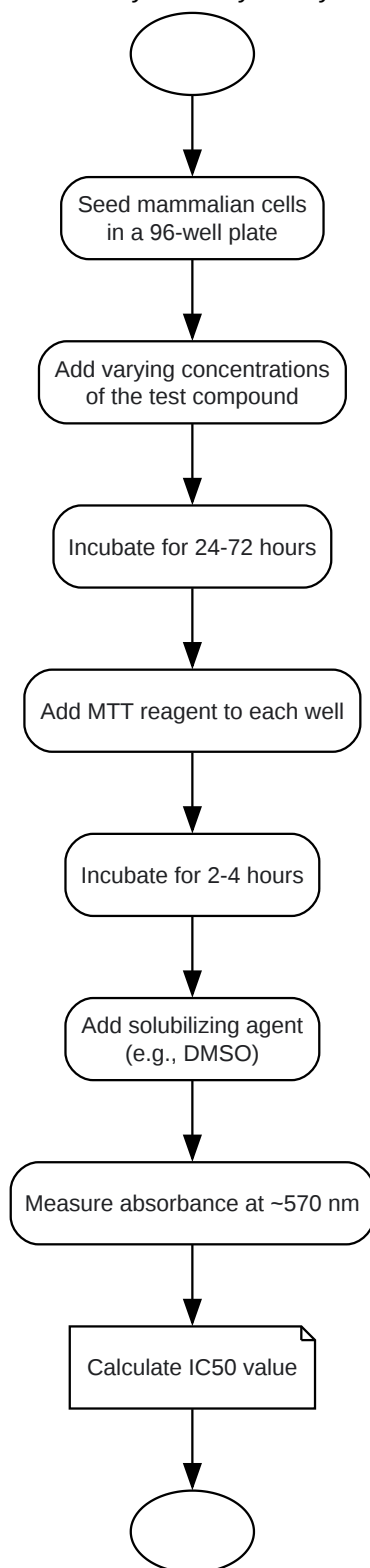 Seed mammalian cells
in a 96-well plate
Add varying concentrations
of the test compound
Incubate for 24-72 hours
Add MTT reagent to each well
Incubate for 2-4 hours
Add solubilizing agent
(e.g., DMSO)
Measure absorbance at ~570 nm
Calculate IC50 value